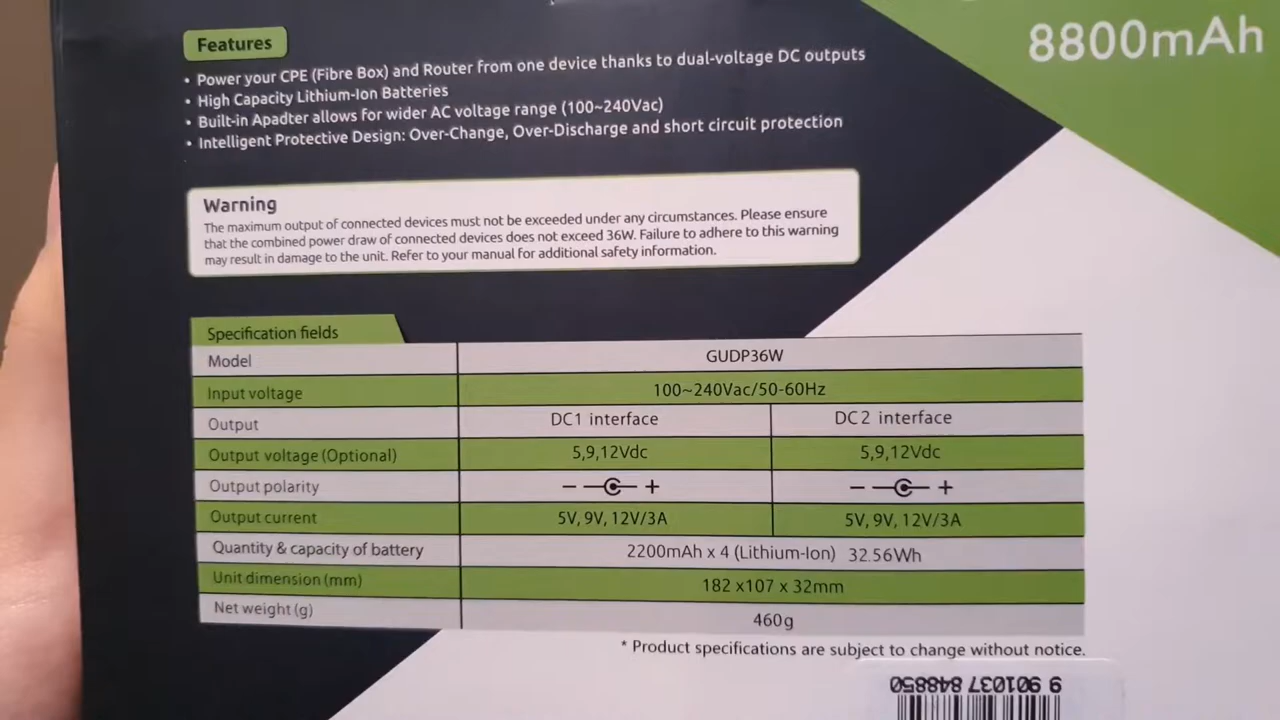 8800mAh
Features
• Power your CPE (Fibre Box) and Router from one device thanks to dual-voltage DC outputs
• High Capacity Lithium-Ion Batteries
• Built-in Apadter allows for wider AC voltage range (100~240Vac)
• Intelligent Protective Design: Over-Change, Over-Discharge and short circuit protection
Warning
The maximum output of connected devices must not be exceeded under any circumstances. Please ensure
that the combined power draw of connected devices does not exceed 36W. Failure to adhere to this warning
may result in damage to the unit. Refer to your manual for additional safety information.
Specification fields
Model GUDP36W
Input voltage 100~240Vac/50-60Hz
Output DC1 interface DC2 interface
Output voltage (Optional) 5,9,12Vdc 5,9,12Vdc
Output polarity − + − +
Output current 5V, 9V, 12V/3A 5V, 9V, 12V/3A
Quantity & capacity of battery 2200mAh x 4 (Lithium-Ion) 32.56Wh
Unit dimension (mm) 182 x107 x 32mm
Net weight (g) 460g
* Product specifications are subject to change without notice.
9 901037 848850